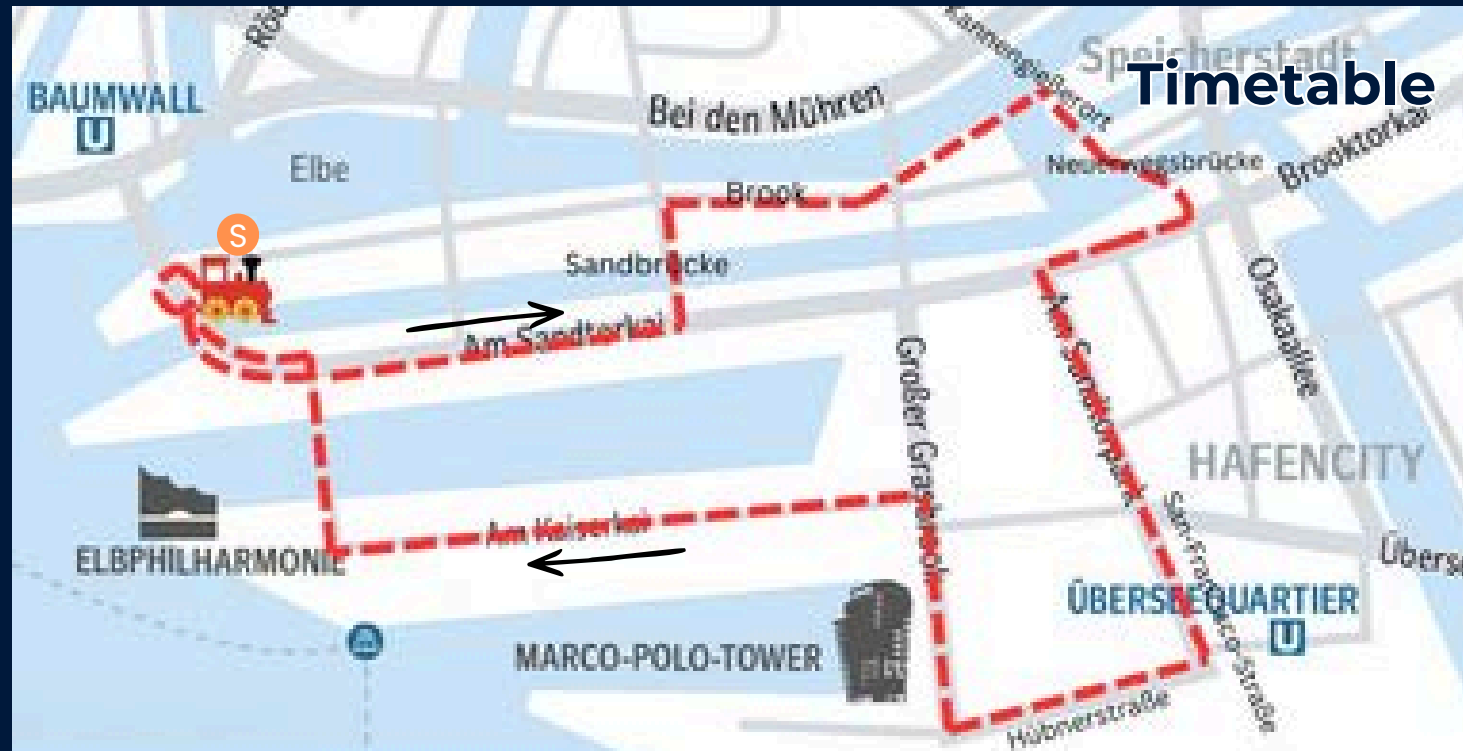 Timetable
Speicherstadt
Kannengießerort
BAUMWALL
U
Bei den Mühren
Elbe
Brook
Brooktorkai
S
Sandbrücke
Am Sandtorkai
Großer Grasbrook
Am Sandtorpark
Osakaallee
HAFENCITY
ELBPHILHARMONIE
Am Kaiserkai
San-Francisco-Straße
ÜBERSEEQUARTIER
U
MARCO-POLO-TOWER
Hübnerstraße